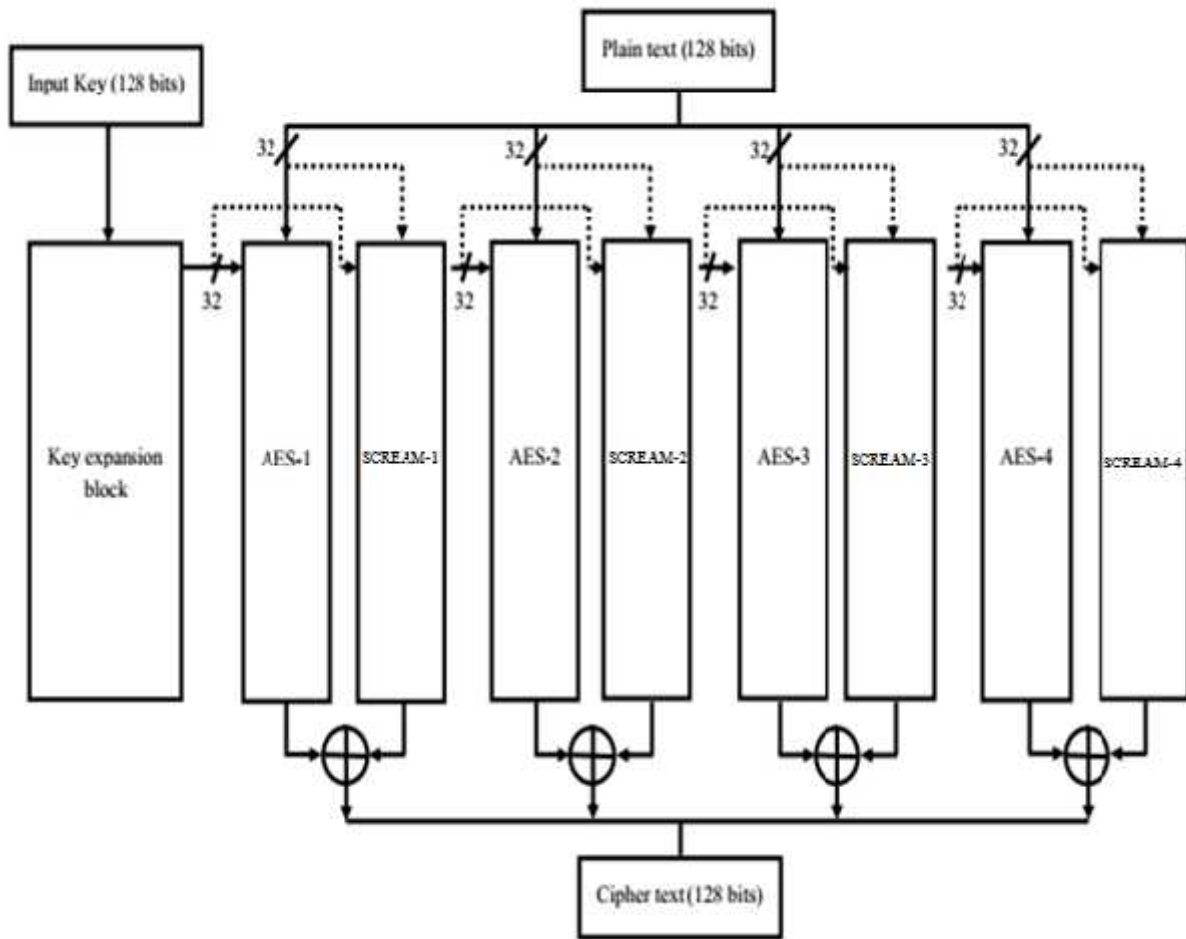 Plain text (128 bits)
Input Key (128 bits)
32
32
32
32
32
32
32
32
Key expansion
block
AES-1
SCREAM-1
AES-2
SCREAM-2
AES-3
SCREAM-3
AES-4
SCREAM-4
Cipher text (128 bits)